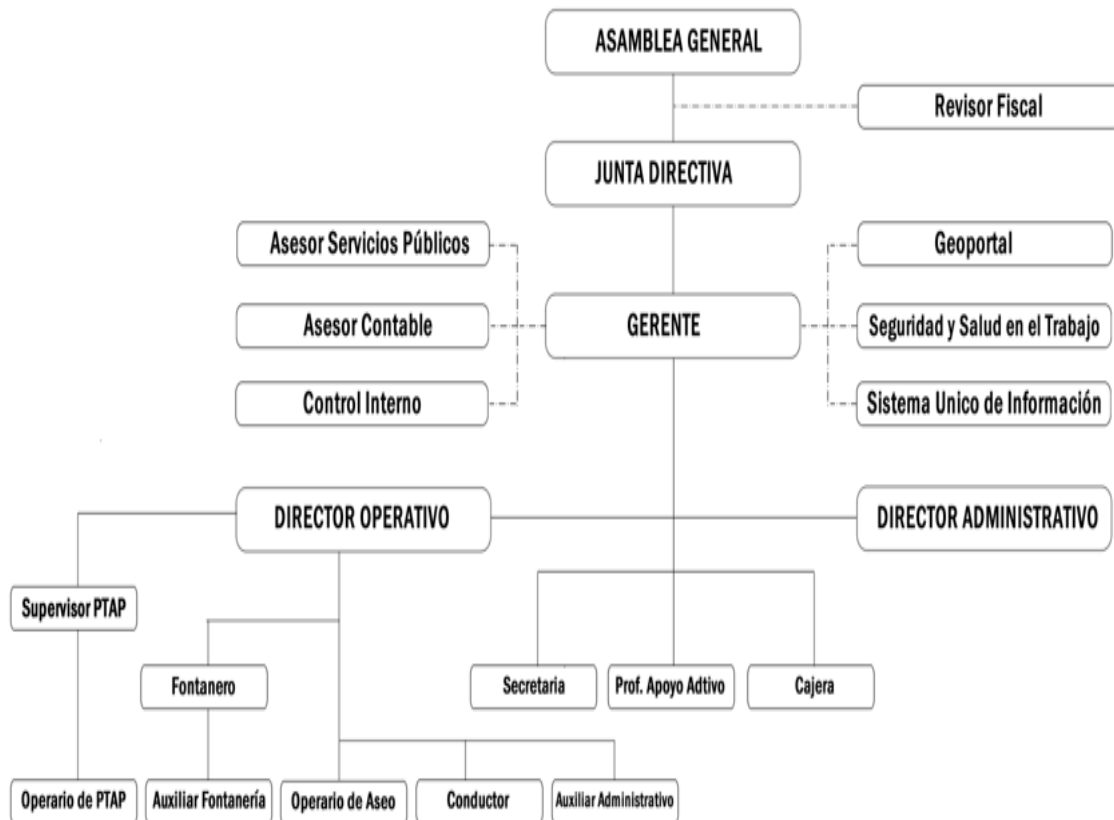 ASAMBLEA GENERAL
Revisor Fiscal
JUNTA DIRECTIVA
Asesor Servicios Públicos
Geoportal
Asesor Contable
GERENTE
Seguridad y Salud en el Trabajo
Control Interno
Sistema Unico de Información
DIRECTOR OPERATIVO
DIRECTOR ADMINISTRATIVO
Supervisor PTAP
Fontanero
Secretaria
Prof. Apoyo Adtivo
Cajera
Operario de PTAP
Auxiliar Fontanería
Operario de Aseo
Conductor
Auxiliar Administrativo